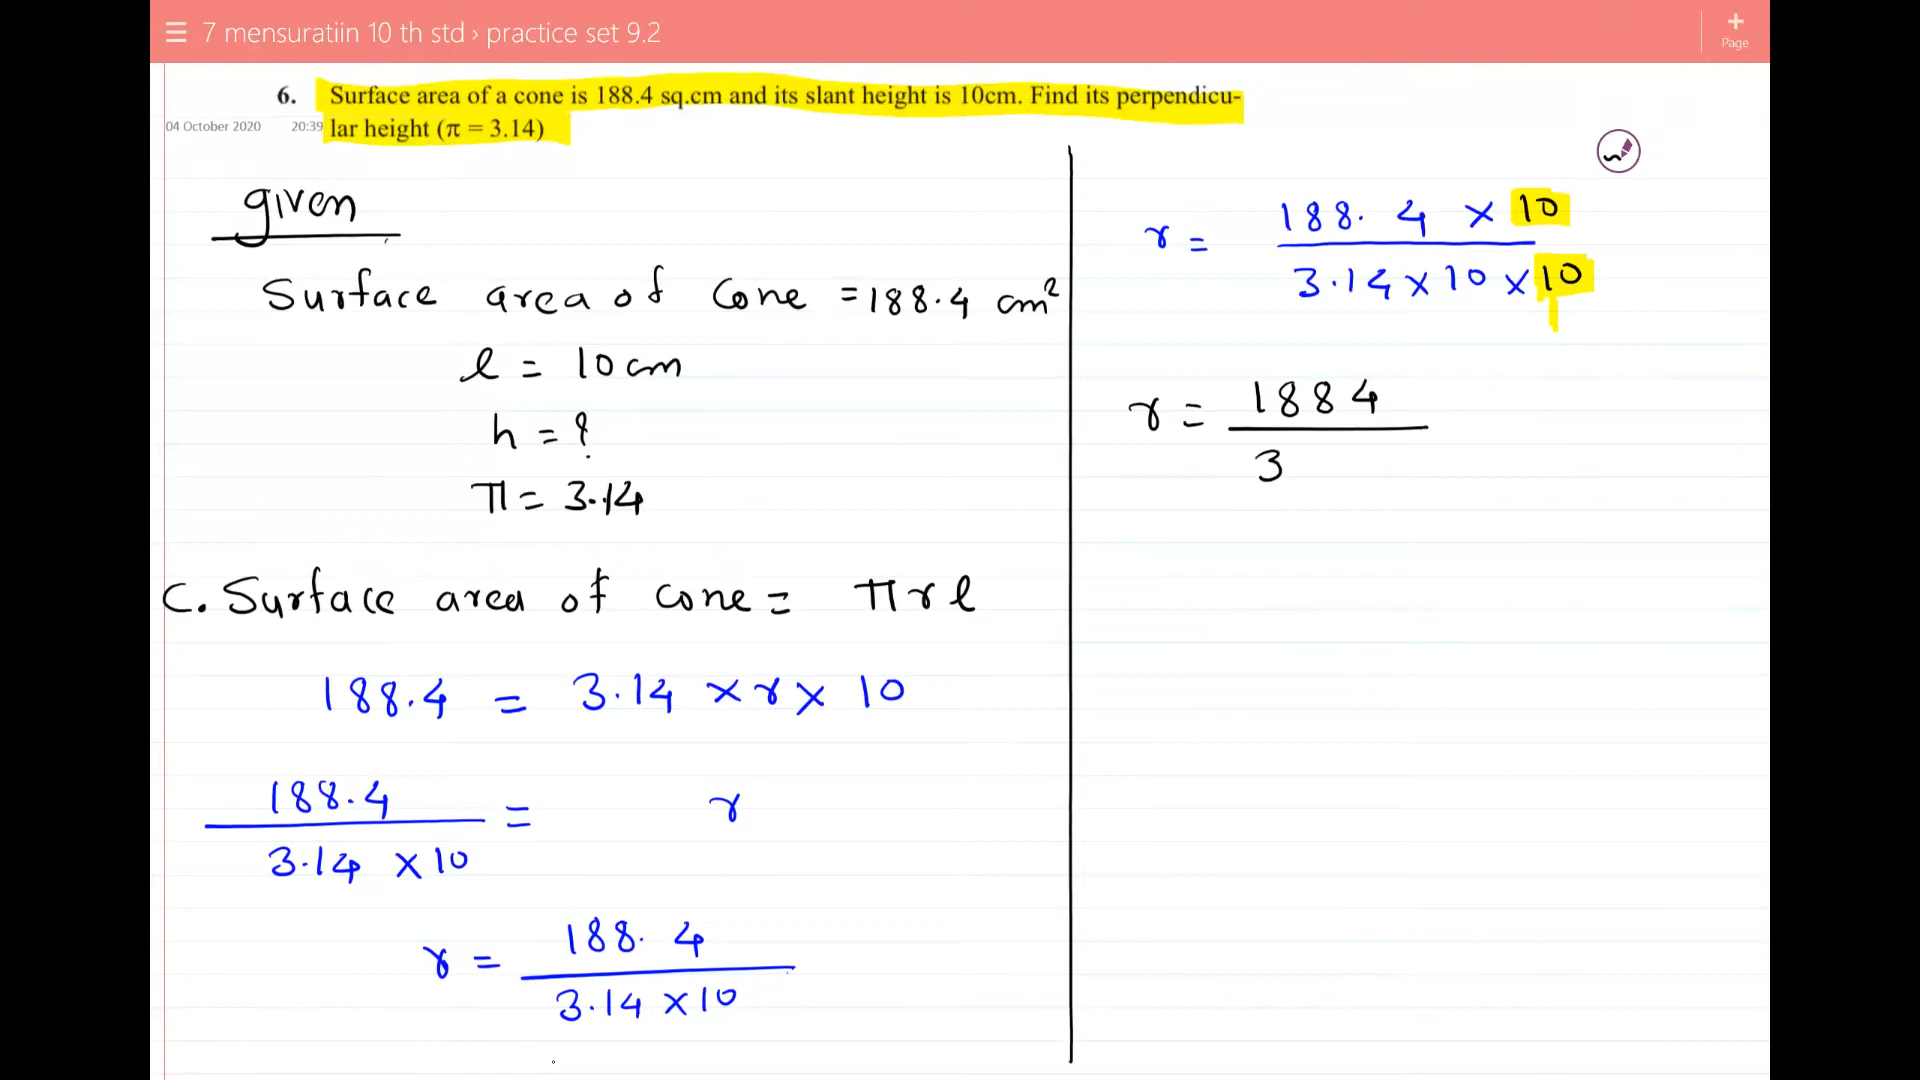 7 mensuratiin 10 th std › practice set 9.2
+
Page
6. Surface area of a cone is 188.4 sq.cm and its slant height is 10cm. Find its perpendicu-
04 October 2020 20:39 lar height (π = 3.14)
given
Surface area of cone = 188.4 cm²
l = 10 cm
h = ?
π = 3.14
C. Surface area of cone = π r l
188.4 = 3.14 × r × 10
188.4
——— = r
3.14 × 10
188.4
r = ———
3.14 × 10
188.4 × 10
r = ———
3.14 × 10 × 10
1884
r = ———
3